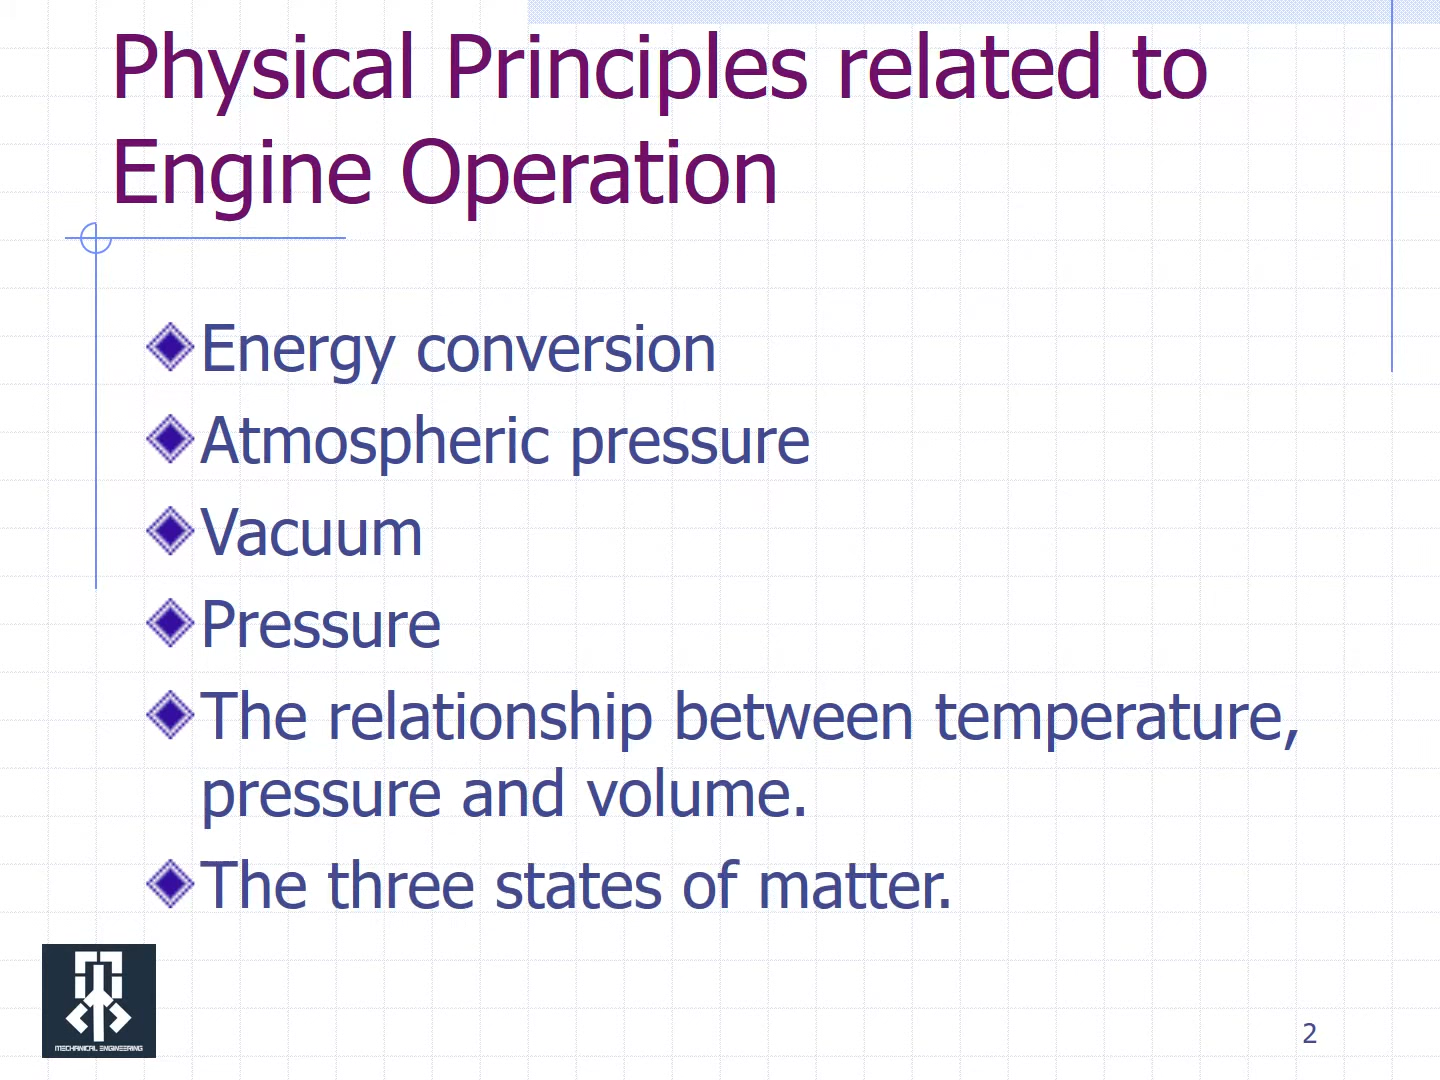 Physical Principles related to
Engine Operation
Energy conversion
Atmospheric pressure
Vacuum
Pressure
The relationship between temperature,
pressure and volume.
The three states of matter.
MECHANICAL ENGINEERING
2